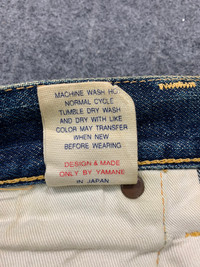 MACHINE WASH HOT
NORMAL CYCLE
TUMBLE DRY WASH
AND DRY WITH LIKE
COLOR MAY TRANSFER
WHEN NEW
BEFORE WEARING
DESIGN & MADE
ONLY BY YAMANE
IN JAPAN